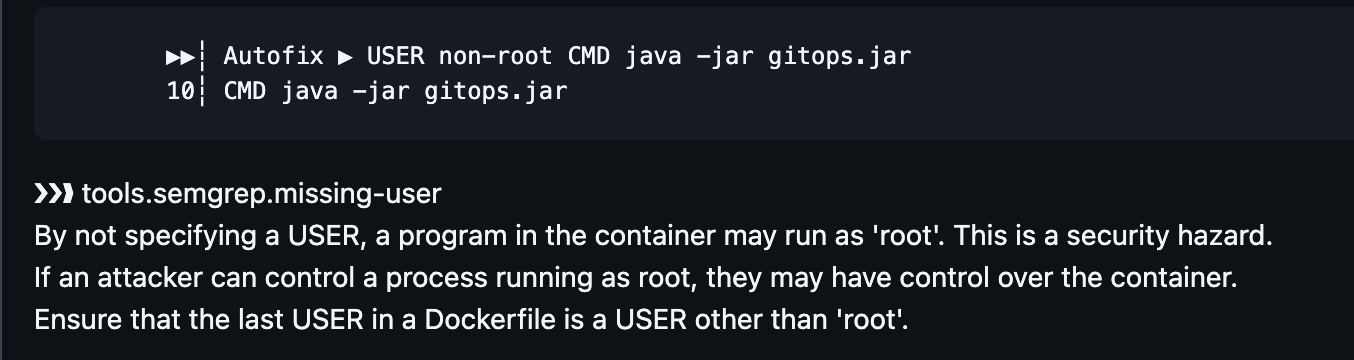 ▶▶┆ Autofix ▶ USER non-root CMD java -jar gitops.jar
10┆ CMD java -jar gitops.jar
❯❯❱ tools.semgrep.missing-user
By not specifying a USER, a program in the container may run as 'root'. This is a security hazard.
If an attacker can control a process running as root, they may have control over the container.
Ensure that the last USER in a Dockerfile is a USER other than 'root'.